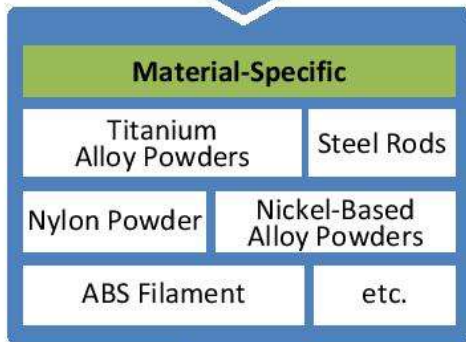 Material-Specific
Titanium
Alloy Powders
Steel Rods
Nylon Powder
Nickel-Based
Alloy Powders
ABS Filament
etc.